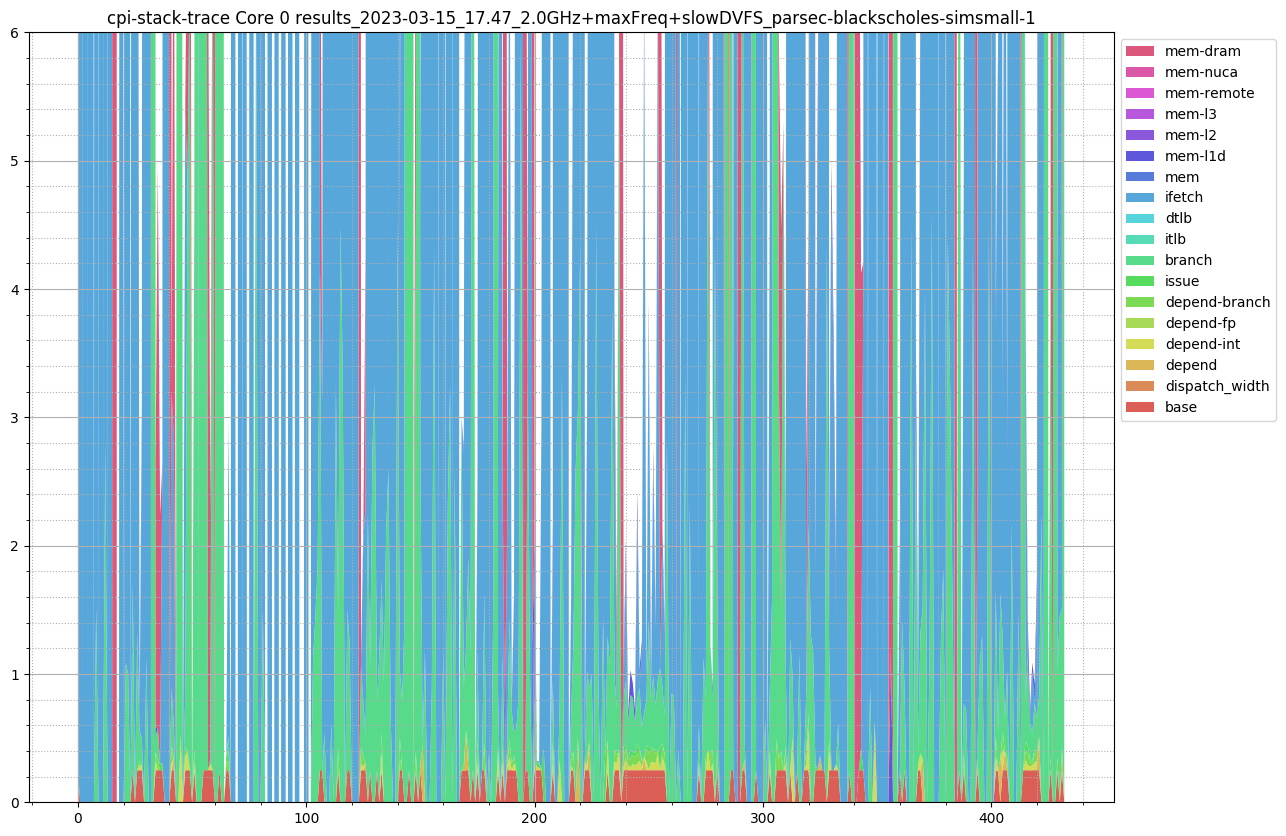 cpi-stack-trace Core 0 results_2023-03-15_17.47_2.0GHz+maxFreq+slowDVFS_parsec-blackscholes-simsmall-1
6
5
4
3
2
1
0
0 100 200 300 400
mem-dram
mem-nuca
mem-remote
mem-l3
mem-l2
mem-l1d
mem
ifetch
dtlb
itlb
branch
issue
depend-branch
depend-fp
depend-int
depend
dispatch_width
base